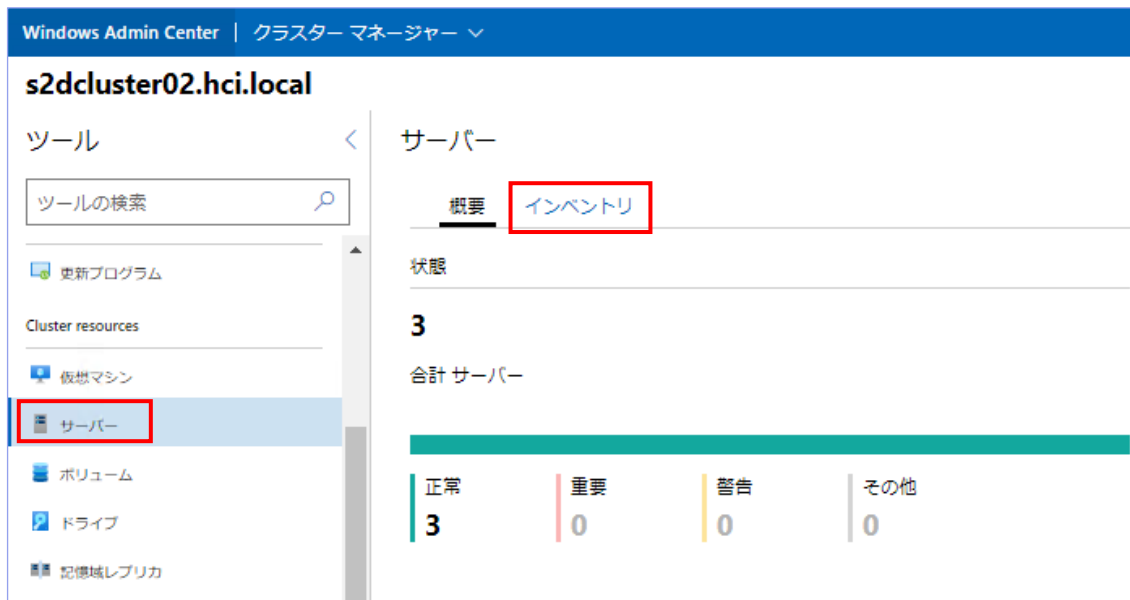 Windows Admin Center | クラスター マネージャー
s2dcluster02.hci.local
ツール
ツールの検索
更新プログラム
Cluster resources
仮想マシン
サーバー
ボリューム
ドライブ
記憶域レプリカ
サーバー
概要 インベントリ
状態
3
合計 サーバー
正常 重要 警告 その他
3 0 0 0